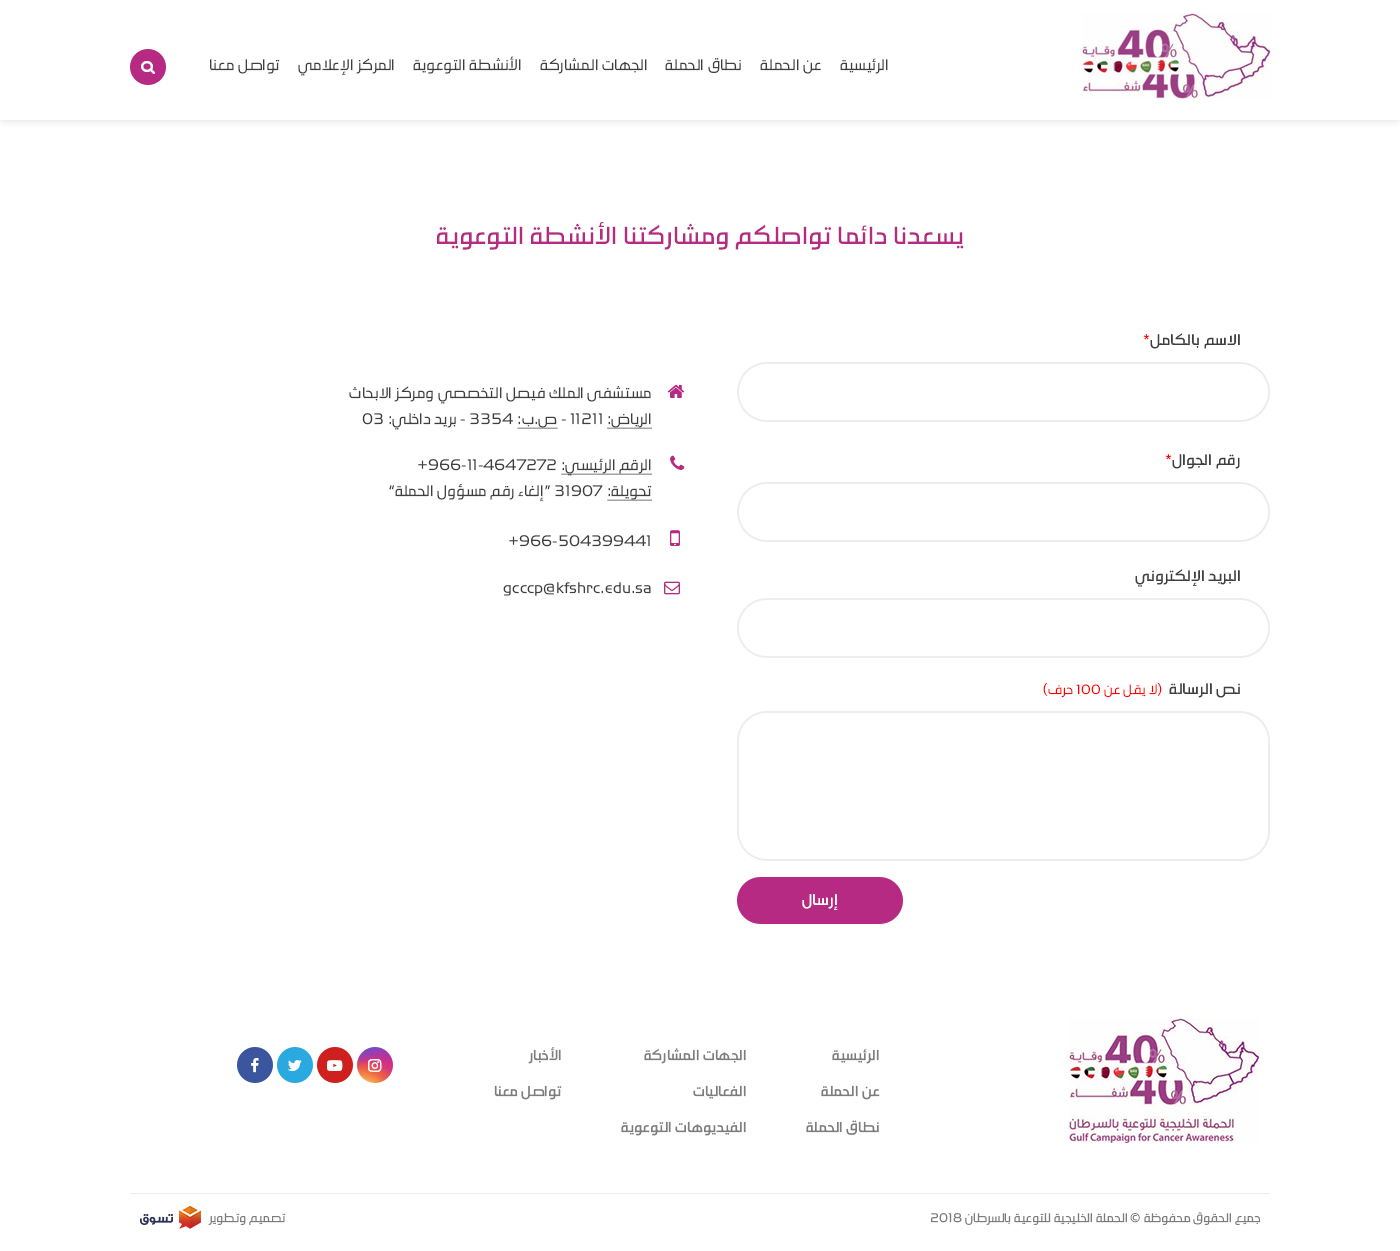 40% وقاية
40% شفاء
الرئيسية عن الحملة نطاق الحملة الجهات المشاركة الأنشطة التوعوية المركز الإعلامي تواصل معنا
يسعدنا دائما تواصلكم ومشاركتنا الأنشطة التوعوية
الاسم بالكامل*
رقم الجوال*
البريد الإلكتروني
نص الرسالة (لا يقل عن 100 حرف)
إرسال
مستشفى الملك فيصل التخصصي ومركز الابحاث
الرياض: 11211 - ص.ب: 3354 - بريد داخلي: 03
الرقم الرئيسي: 4647272-11-966+
تحويلة: 31907 "إلغاء رقم مسؤول الحملة"
+966-504399441
gcccp@kfshrc.edu.sa
40% وقاية
40% شفاء
الحملة الخليجية للتوعية بالسرطان
Gulf Campaign for Cancer Awareness
الرئيسية
عن الحملة
نطاق الحملة
الجهات المشاركة
الفعاليات
الفيديوهات التوعوية
الأخبار
تواصل معنا
جميع الحقوق محفوظة © الحملة الخليجية للتوعية بالسرطان 2018
تصميم وتطوير تسوق